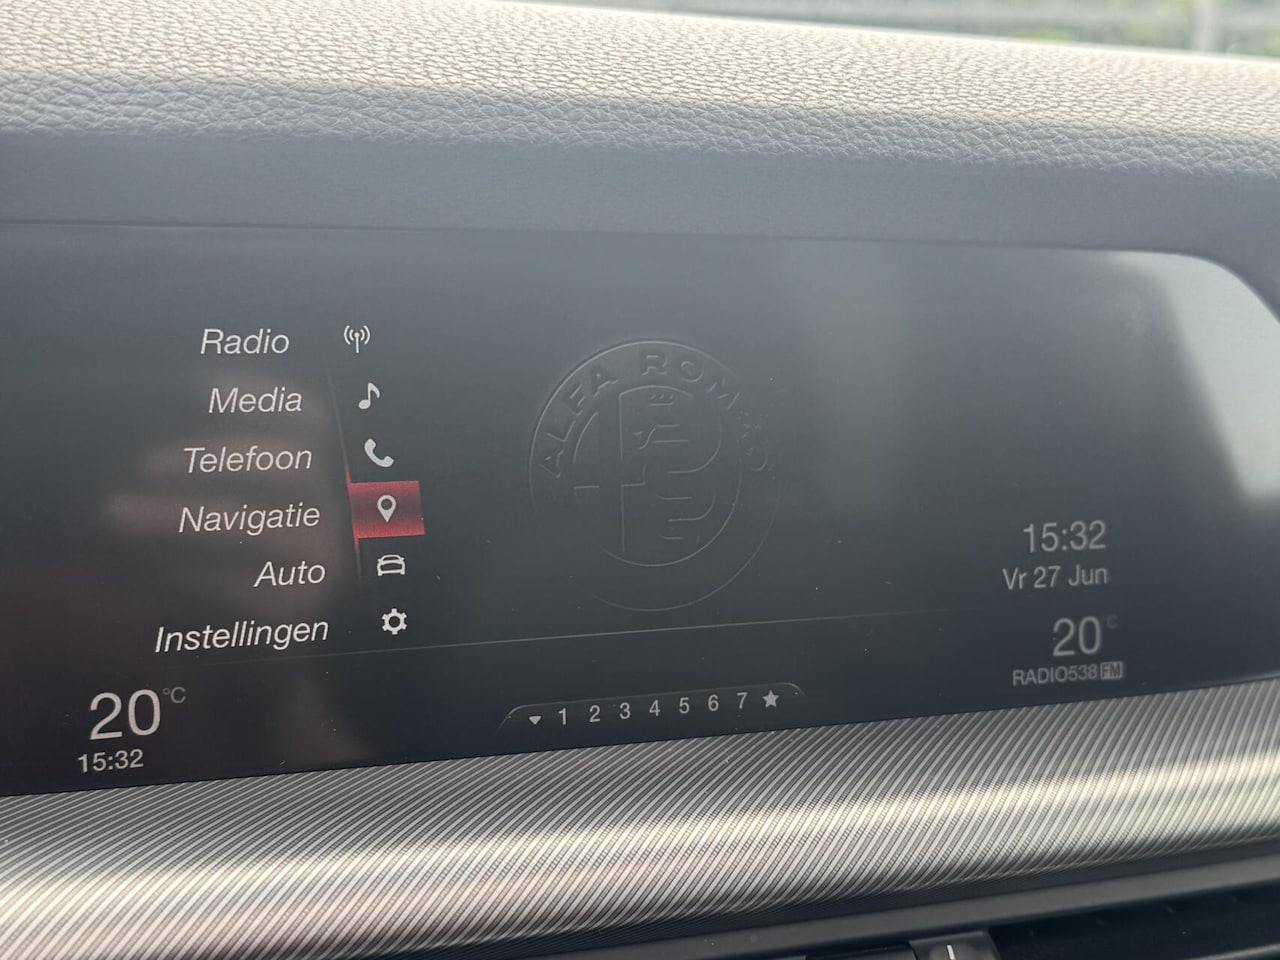 Radio
Media
Telefoon
Navigatie
Auto
Instellingen
20°C
15:32
ALFA ROMEO
1 2 3 4 5 6 7 ★
15:32
Vr 27 Jun
20°C
RADIO538 FM